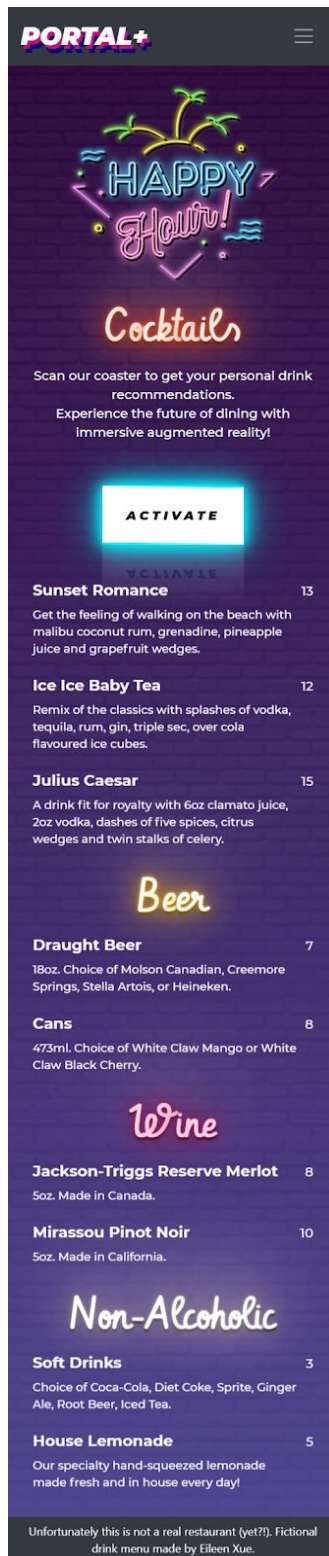 PORTAL+
HAPPY
Hour!
Cocktails
Scan our coaster to get your personal drink
recommendations.
Experience the future of dining with
immersive augmented reality!
ACTIVATE
ACTIVATE
Sunset Romance 13
Get the feeling of walking on the beach with
malibu coconut rum, grenadine, pineapple
juice and grapefruit wedges.
Ice Ice Baby Tea 12
Remix of the classics with splashes of vodka,
tequila, rum, gin, triple sec, over cola
flavoured ice cubes.
Julius Caesar 15
A drink fit for royalty with 6oz clamato juice,
2oz vodka, dashes of five spices, citrus
wedges and twin stalks of celery.
Beer
Draught Beer 7
18oz. Choice of Molson Canadian, Creemore
Springs, Stella Artois, or Heineken.
Cans 8
473ml. Choice of White Claw Mango or White
Claw Black Cherry.
Wine
Jackson-Triggs Reserve Merlot 8
5oz. Made in Canada.
Mirassou Pinot Noir 10
5oz. Made in California.
Non-Alcoholic
Soft Drinks 3
Choice of Coca-Cola, Diet Coke, Sprite, Ginger
Ale, Root Beer, Iced Tea.
House Lemonade 5
Our specialty hand-squeezed lemonade
made fresh and in house every day!
Unfortunately this is not a real restaurant (yet?!). Fictional
drink menu made by Eileen Xue.